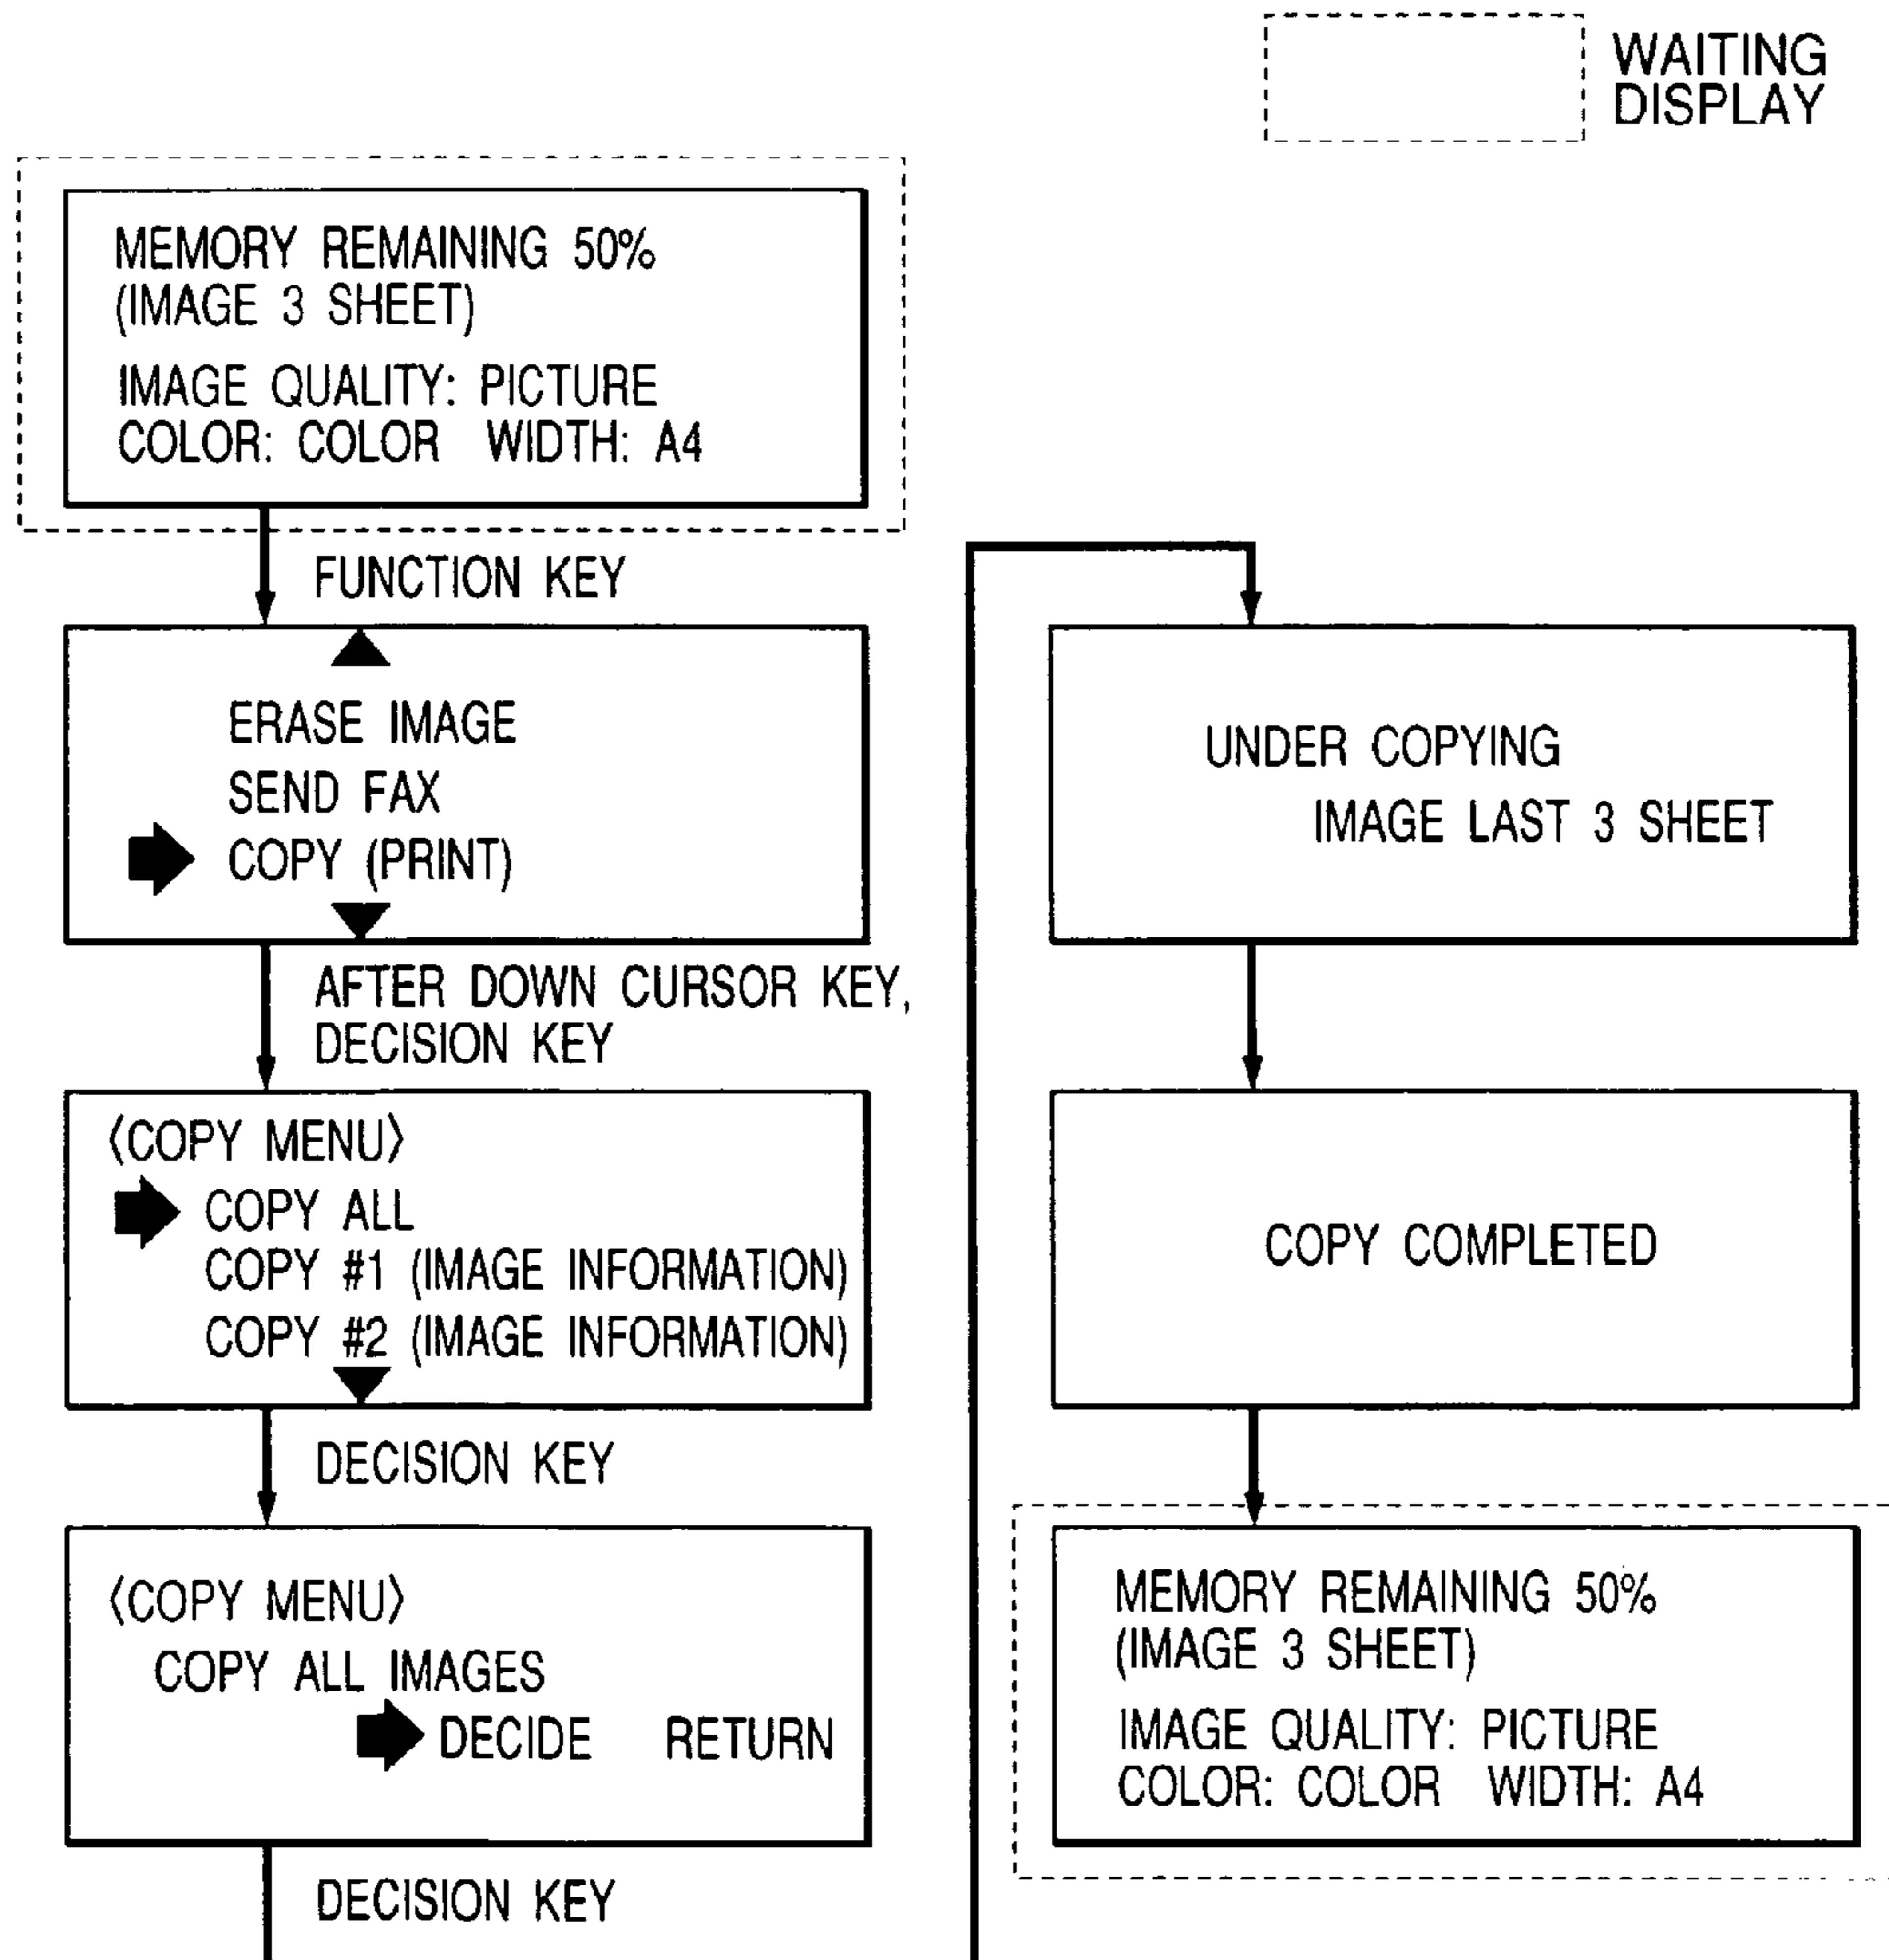 WAITING
DISPLAY
MEMORY REMAINING 50%
(IMAGE 3 SHEET)
IMAGE QUALITY: PICTURE
COLOR: COLOR WIDTH: A4
FUNCTION KEY
ERASE IMAGE
SEND FAX
COPY (PRINT)
AFTER DOWN CURSOR KEY,
DECISION KEY
〈COPY MENU〉
COPY ALL
COPY #1 (IMAGE INFORMATION)
COPY #2 (IMAGE INFORMATION)
DECISION KEY
〈COPY MENU〉
COPY ALL IMAGES
DECIDE RETURN
DECISION KEY
UNDER COPYING
IMAGE LAST 3 SHEET
COPY COMPLETED
MEMORY REMAINING 50%
(IMAGE 3 SHEET)
IMAGE QUALITY: PICTURE
COLOR: COLOR WIDTH: A4